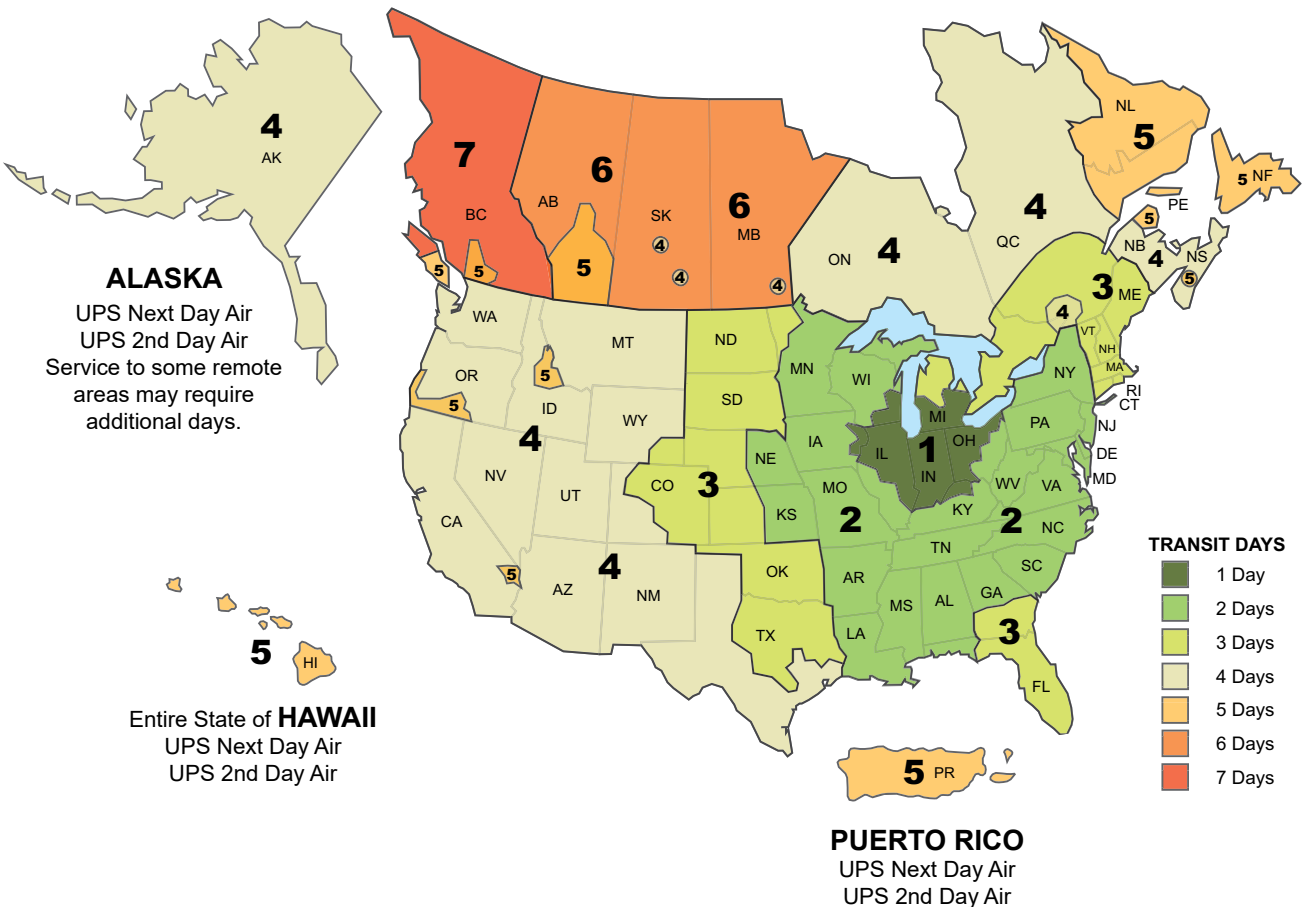 4
AK
ALASKA
UPS Next Day Air
UPS 2nd Day Air
Service to some remote
areas may require
additional days.
7
BC
5
5
6
AB
5
SK
4
4
6
MB
4
ON
4
QC
4
NL
5
5 NF
PE
5
NB
4
NS
5
3
ME
4
VT
NH
MA
RI
CT
NY
NJ
PA
DE
MD
WA
OR
5
5
ID
MT
WY
4
NV
UT
CA
5
AZ
4
NM
ND
SD
NE
CO
3
KS
OK
TX
MN
WI
IA
MO
2
AR
LA
MI
IL
1
OH
IN
WV
VA
KY
2
NC
TN
SC
MS
AL
GA
3
FL
5
HI
Entire State of HAWAII
UPS Next Day Air
UPS 2nd Day Air
5 PR
PUERTO RICO
UPS Next Day Air
UPS 2nd Day Air
TRANSIT DAYS
1 Day
2 Days
3 Days
4 Days
5 Days
6 Days
7 Days